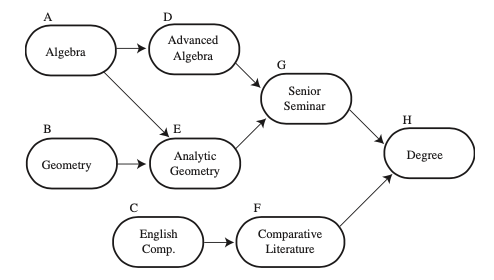 A
Algebra
D
Advanced
Algebra
G
Senior
Seminar
B
Geometry
E
Analytic
Geometry
H
Degree
C
English
Comp.
F
Comparative
Literature